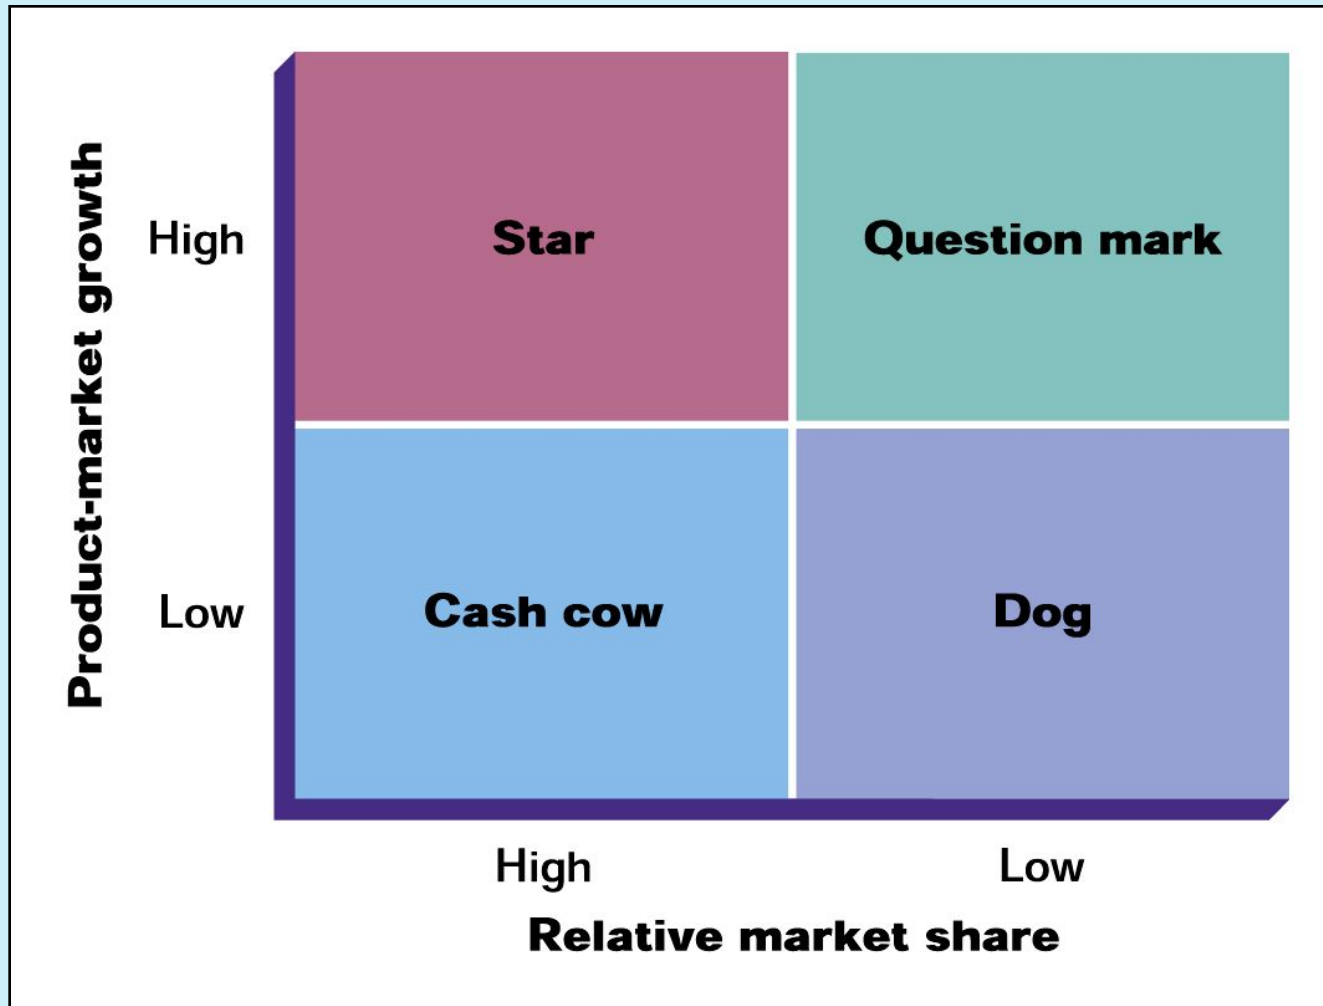 Product-market growth
High
Star
Question mark
Low
Cash cow
Dog
High
Low
Relative market share